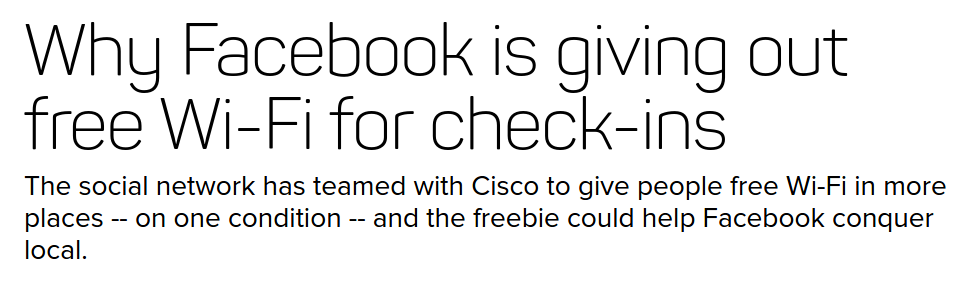 Why Facebook is giving out
free Wi-Fi for check-ins
The social network has teamed with Cisco to give people free Wi-Fi in more
places -- on one condition -- and the freebie could help Facebook conquer
local.